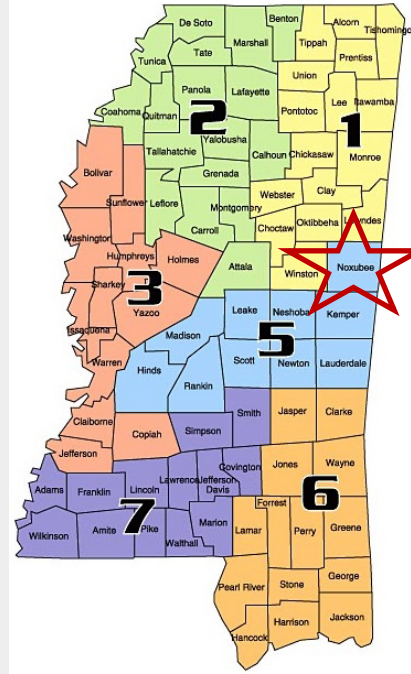 De Soto
Benton
Alcorn
Tishomingo
Marshall
Tippah
Tate
Tunica
Prentiss
Union
Panola
Lafayette
Lee
Itawamba
Pontotoc
Coahoma
Quitman
2
1
Yalobusha
Tallahatchie
Calhoun
Chickasaw
Monroe
Bolivar
Grenada
Clay
Webster
Sunflower
Leflore
Montgomery
Oktibbeha
Lowndes
Carroll
Choctaw
Washington
Humphreys
Holmes
Attala
Winston
Noxubee
Sharkey
3
Issaquena
Yazoo
Leake
Neshoba
Kemper
Madison
5
Warren
Hinds
Scott
Newton
Lauderdale
Rankin
Claiborne
Smith
Jasper
Clarke
Copiah
Simpson
Jefferson
Covington
Jones
Wayne
Adams
Franklin
Lincoln
Lawrence
Jefferson
Davis
6
7
Forrest
Wilkinson
Amite
Pike
Walthall
Marion
Lamar
Perry
Greene
Pearl River
Stone
George
Hancock
Harrison
Jackson